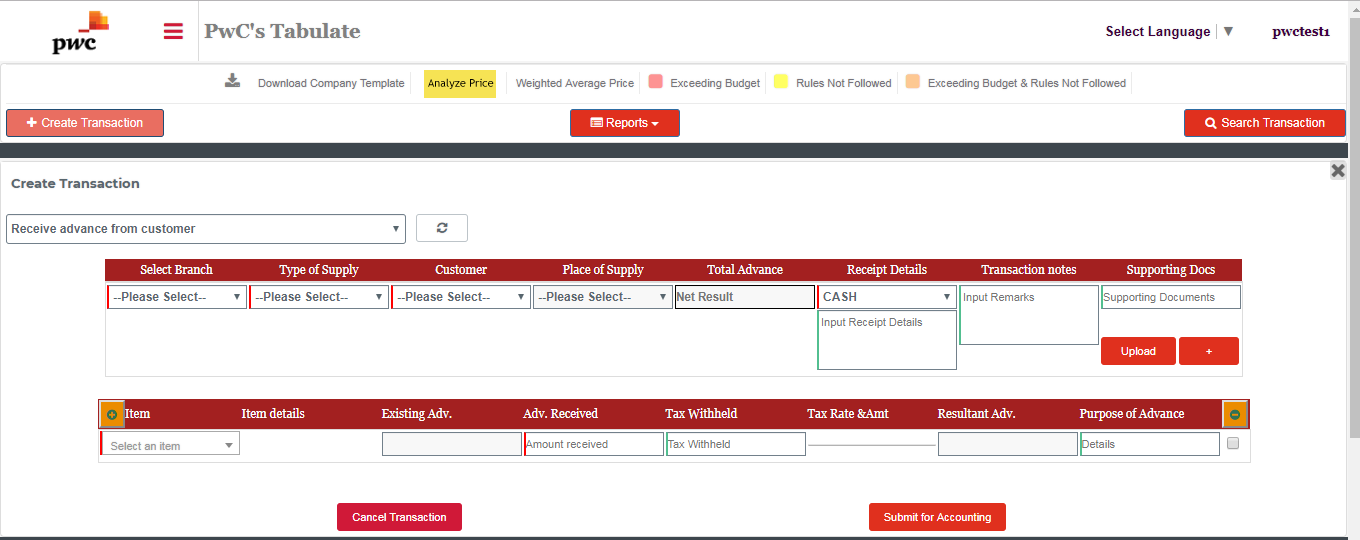 pwc
PwC's Tabulate
Select Language ▼
pwctest1
Download Company Template
Analyze Price
Weighted Average Price
Exceeding Budget
Rules Not Followed
Exceeding Budget & Rules Not Followed
+ Create Transaction
Reports
Search Transaction
Create Transaction
Receive advance from customer
Select Branch Type of Supply Customer Place of Supply Total Advance Receipt Details Transaction notes Supporting Docs
--Please Select-- --Please Select-- --Please Select-- --Please Select-- Net Result CASH Input Remarks Supporting Documents
Input Receipt Details
Upload +
Item Item details Existing Adv. Adv. Received Tax Withheld Tax Rate &Amt Resultant Adv. Purpose of Advance
Select an item Amount received Tax Withheld Details
Cancel Transaction Submit for Accounting